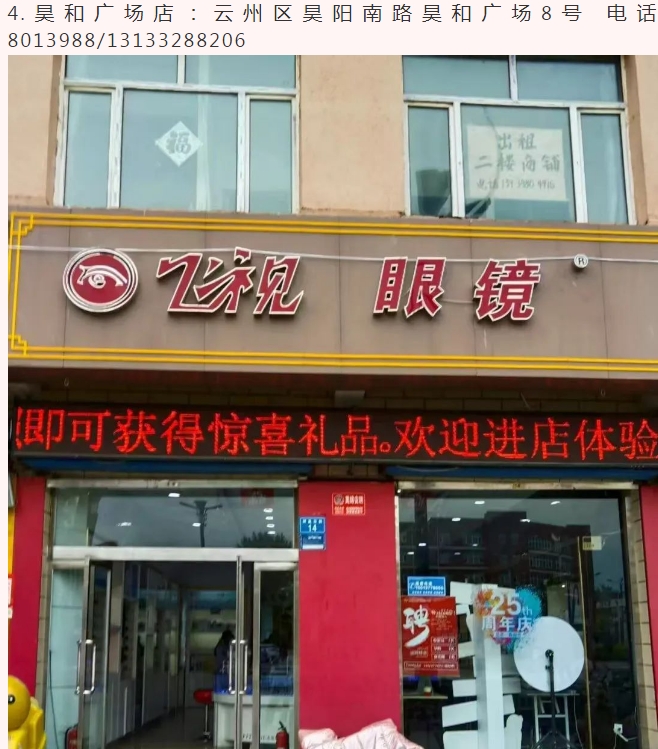 4.昊和广场店：云州区昊阳南路昊和广场8号 电话
8013988/13133288206
福
出租
二楼商铺
飞视 眼镜
R
即可获得惊喜礼品。欢迎进店体验
14
聘
25th
周年庆